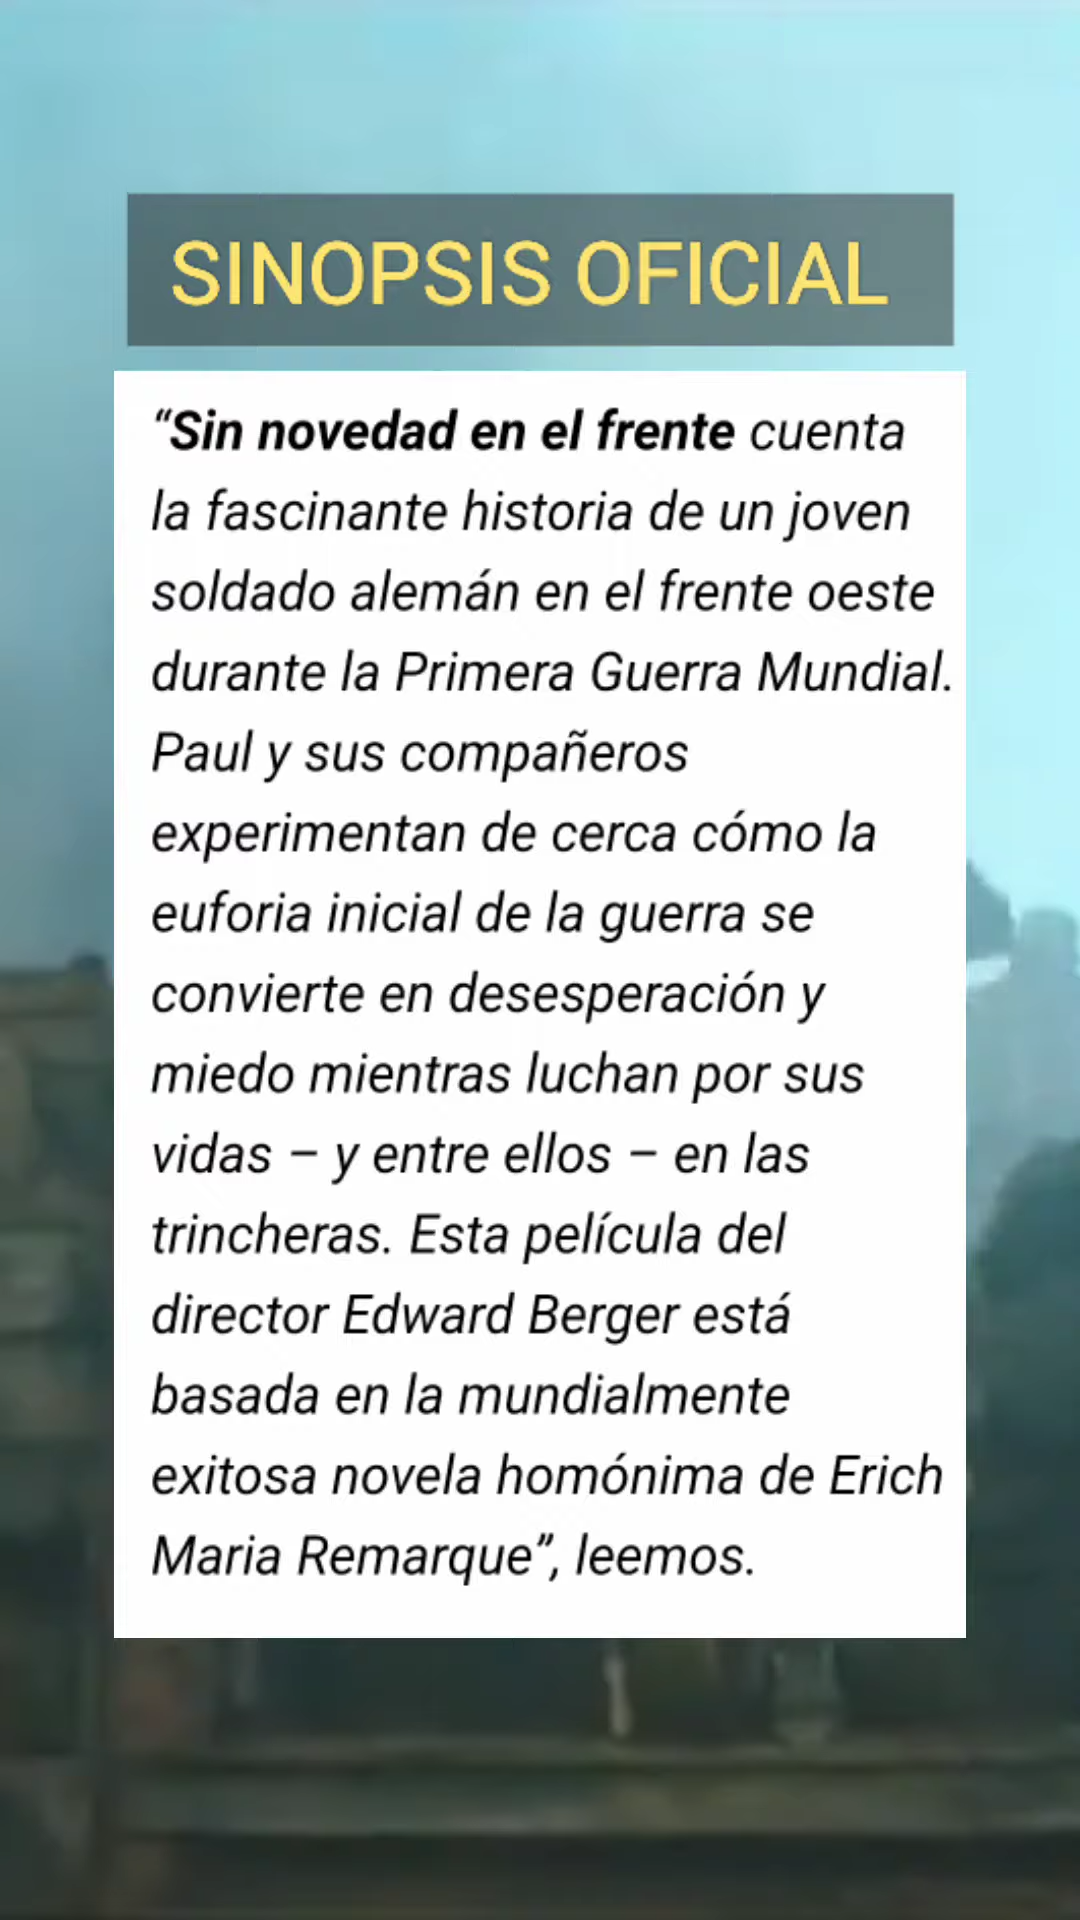 SINOPSIS OFICIAL
“Sin novedad en el frente cuenta
la fascinante historia de un joven
soldado alemán en el frente oeste
durante la Primera Guerra Mundial.
Paul y sus compañeros
experimentan de cerca cómo la
euforia inicial de la guerra se
convierte en desesperación y
miedo mientras luchan por sus
vidas – y entre ellos – en las
trincheras. Esta película del
director Edward Berger está
basada en la mundialmente
exitosa novela homónima de Erich
Maria Remarque”, leemos.